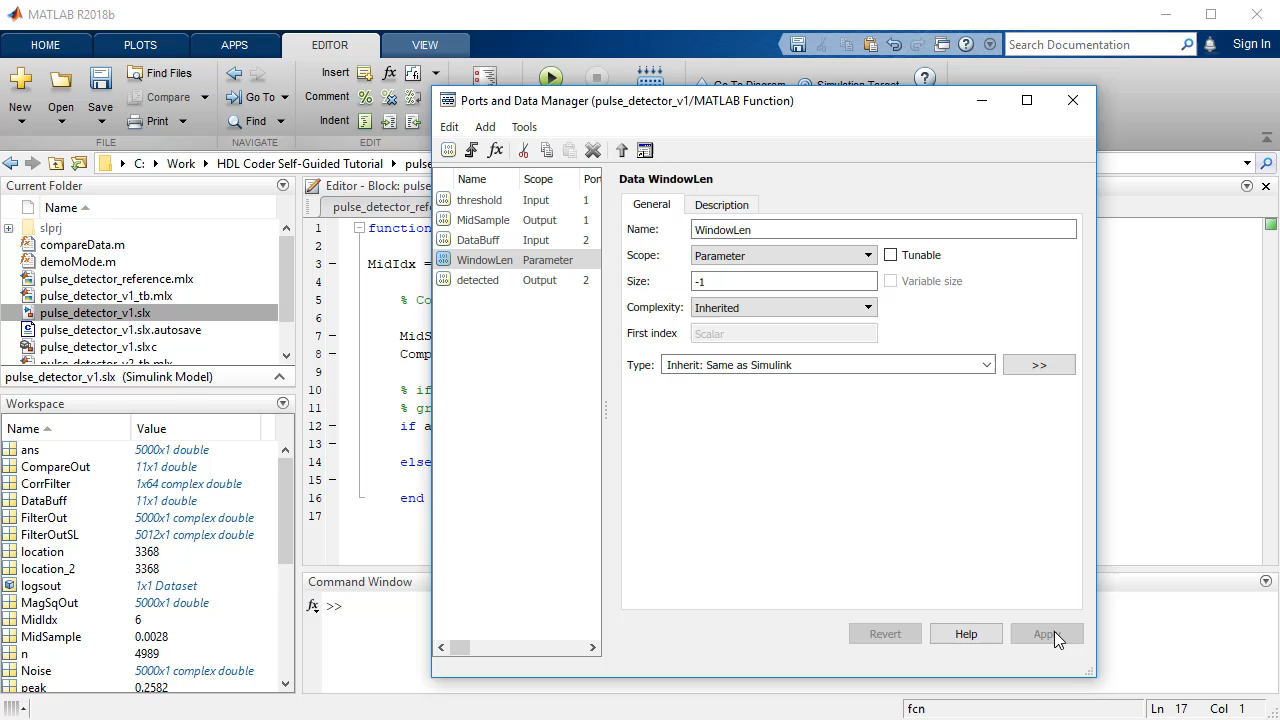 MATLAB R2018b
HOME PLOTS APPS EDITOR VIEW Search Documentation Sign In
New Open Save Find Files Compare Print
Go To Find
Insert Comment Indent
Go To Diagram Simulation Target
FILE NAVIGATE EDIT
C: Work HDL Coder Self-Guided Tutorial
Current Folder
Name
slprj
compareData.m
demoMode.m
pulse_detector_reference.mlx
pulse_detector_v1_tb.mlx
pulse_detector_v1.slx
pulse_detector_v1.slx.autosave
pulse_detector_v1.slxc
pulse_detector_v2_tb.mlx
pulse_detector_v1.slx (Simulink Model)
Workspace
Name Value
ans 5000x1 double
CompareOut 11x1 double
CorrFilter 1x64 complex double
DataBuff 11x1 double
FilterOut 5000x1 complex double
FilterOutSL 5012x1 complex double
location 3368
location_2 3368
logsout 1x1 Dataset
MagSqOut 5000x1 double
MidIdx 6
MidSample 0.0028
n 4989
Noise 5000x1 complex double
peak 0.2582
Editor - Block: pulse
pulse_detector_ref
1 function
2
3 MidIdx =
4
5 % Co
6
7 MidS
8 Comp
9
10 % if
11 % gr
12 if a
13
14 else
15
16 end
17
Command Window
fx >>
Ports and Data Manager (pulse_detector_v1/MATLAB Function)
Edit Add Tools
Name Scope Port
threshold Input 1
MidSample Output 1
DataBuff Input 2
WindowLen Parameter
detected Output 2
Data WindowLen
General Description
Name: WindowLen
Scope: Parameter Tunable
Size: -1 Variable size
Complexity: Inherited
First index Scalar
Type: Inherit: Same as Simulink >>
Revert Help Apply
fcn Ln 17 Col 1